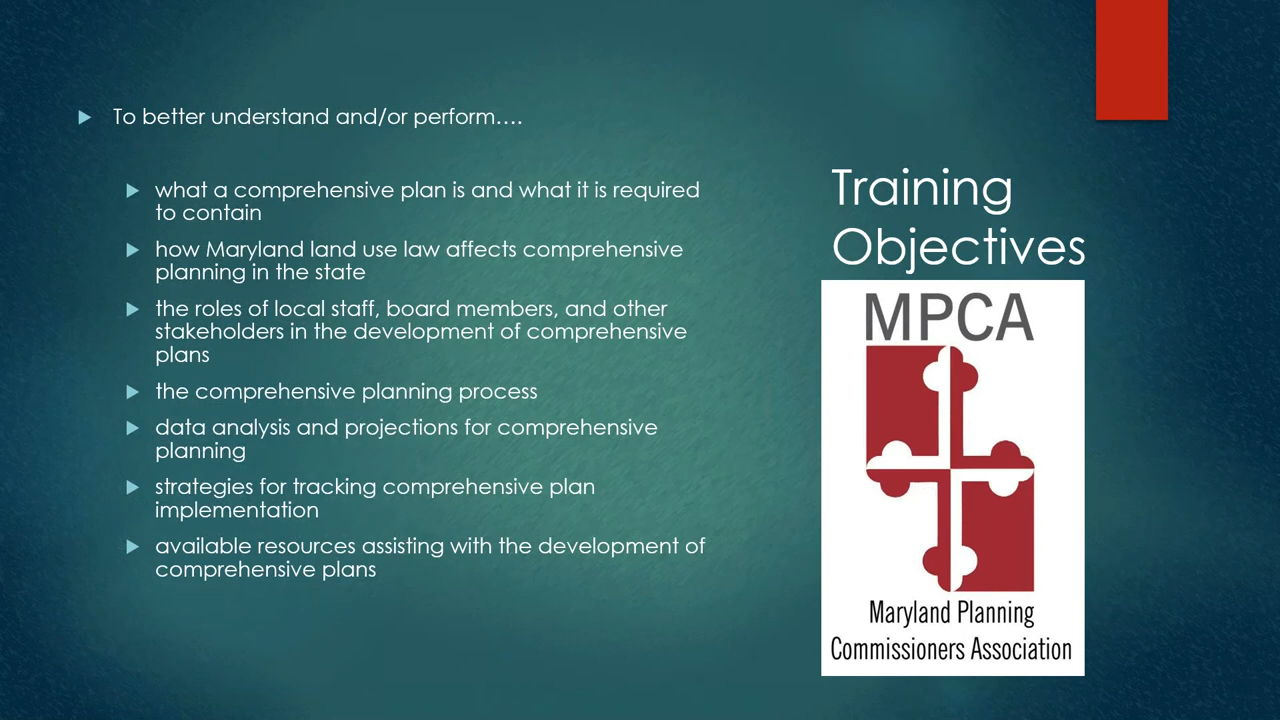 To better understand and/or perform....
what a comprehensive plan is and what it is required
to contain
how Maryland land use law affects comprehensive
planning in the state
the roles of local staff, board members, and other
stakeholders in the development of comprehensive
plans
the comprehensive planning process
data analysis and projections for comprehensive
planning
strategies for tracking comprehensive plan
implementation
available resources assisting with the development of
comprehensive plans
Training
Objectives
MPCA
Maryland Planning
Commissioners Association